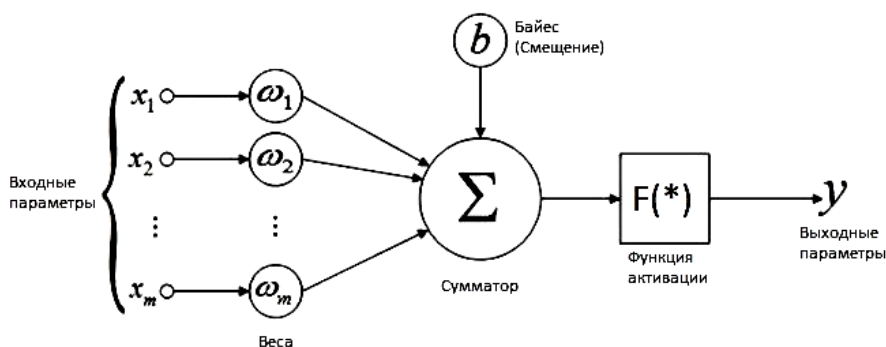 b
Байес
(Смещение)
x₁
ω₁
x₂
ω₂
Входные
параметры
⋮
⋮
xₘ
ωₘ
Веса
Σ
Сумматор
F(*)
Функция
активации
y
Выходные
параметры